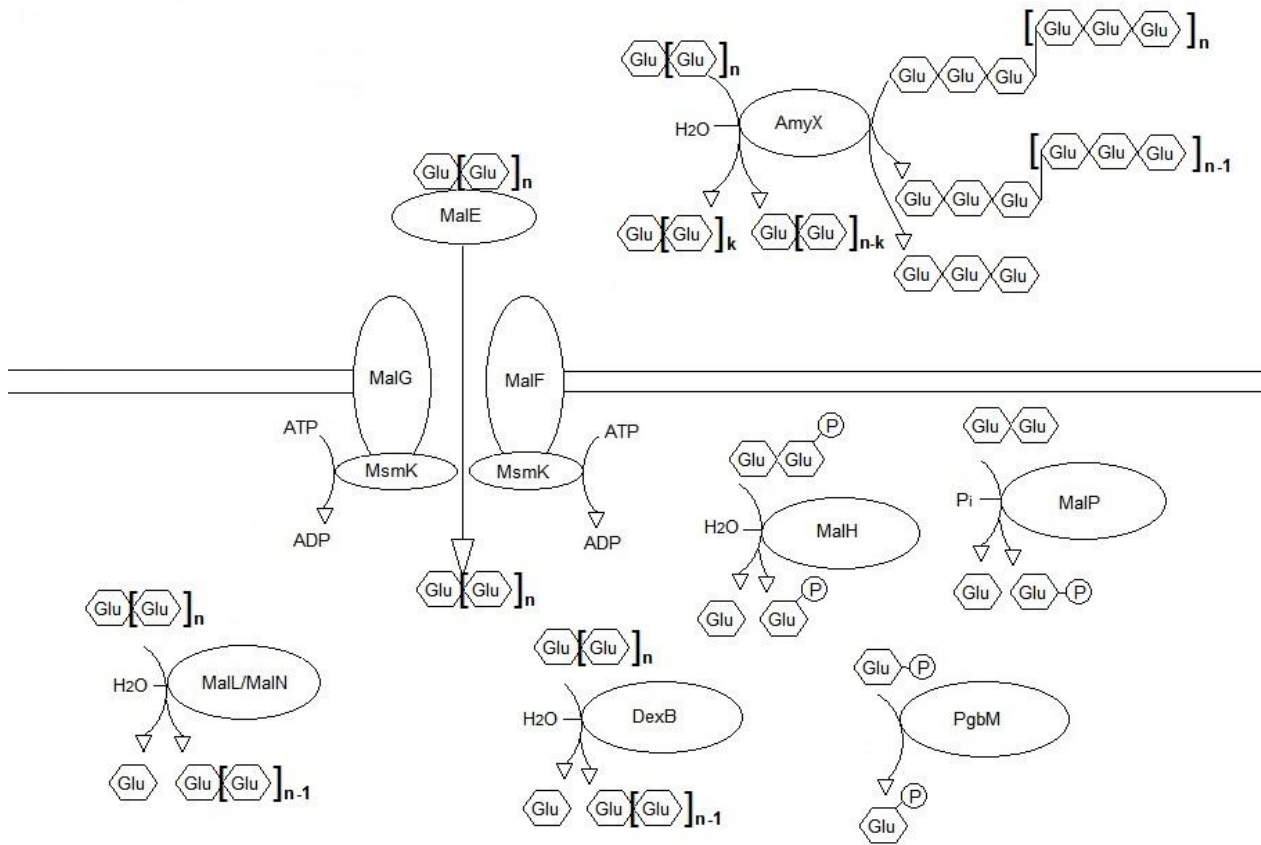 [Glu Glu Glu]n
Glu[Glu]n
Glu Glu Glu
H2O
AmyX
[Glu Glu Glu]n-1
Glu[Glu]n
MalE
Glu Glu Glu
Glu[Glu]k
Glu[Glu]n-k
Glu Glu Glu
MalG
MalF
ATP
MsmK
ADP
ATP
MsmK
ADP
Glu[Glu]n
P
Glu Glu
H2O
MalH
P
Glu
Glu
Glu Glu
Pi
MalP
Glu
Glu P
Glu[Glu]n
H2O
MalL/MalN
Glu
Glu[Glu]n-1
Glu[Glu]n
H2O
DexB
Glu
Glu[Glu]n-1
Glu P
PgbM
P
Glu